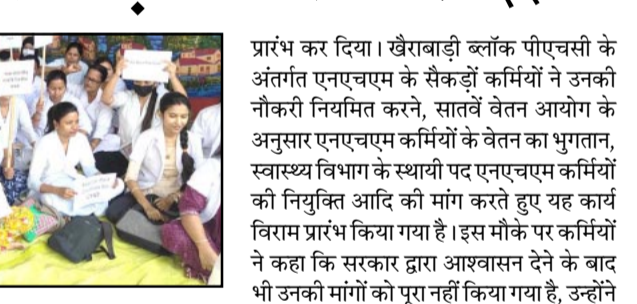 प्रारंभ कर दिया। खैराबाड़ी ब्लॉक पीएचसी के
अंतर्गत एनएचएम के सैकड़ों कर्मियों ने उनकी
नौकरी नियमित करने, सातवें वेतन आयोग के
अनुसार एनएचएम कर्मियों के वेतन का भुगतान,
स्वास्थ्य विभाग के स्थायी पद एनएचएम कर्मियों
की नियुक्ति आदि की मांग करते हुए यह कार्य
विराम प्रारंभ किया गया है।इस मौके पर कर्मियों
ने कहा कि सरकार द्वारा आश्वासन देने के बाद
भी उनकी मांगों को पूरा नहीं किया गया है, उन्होंने